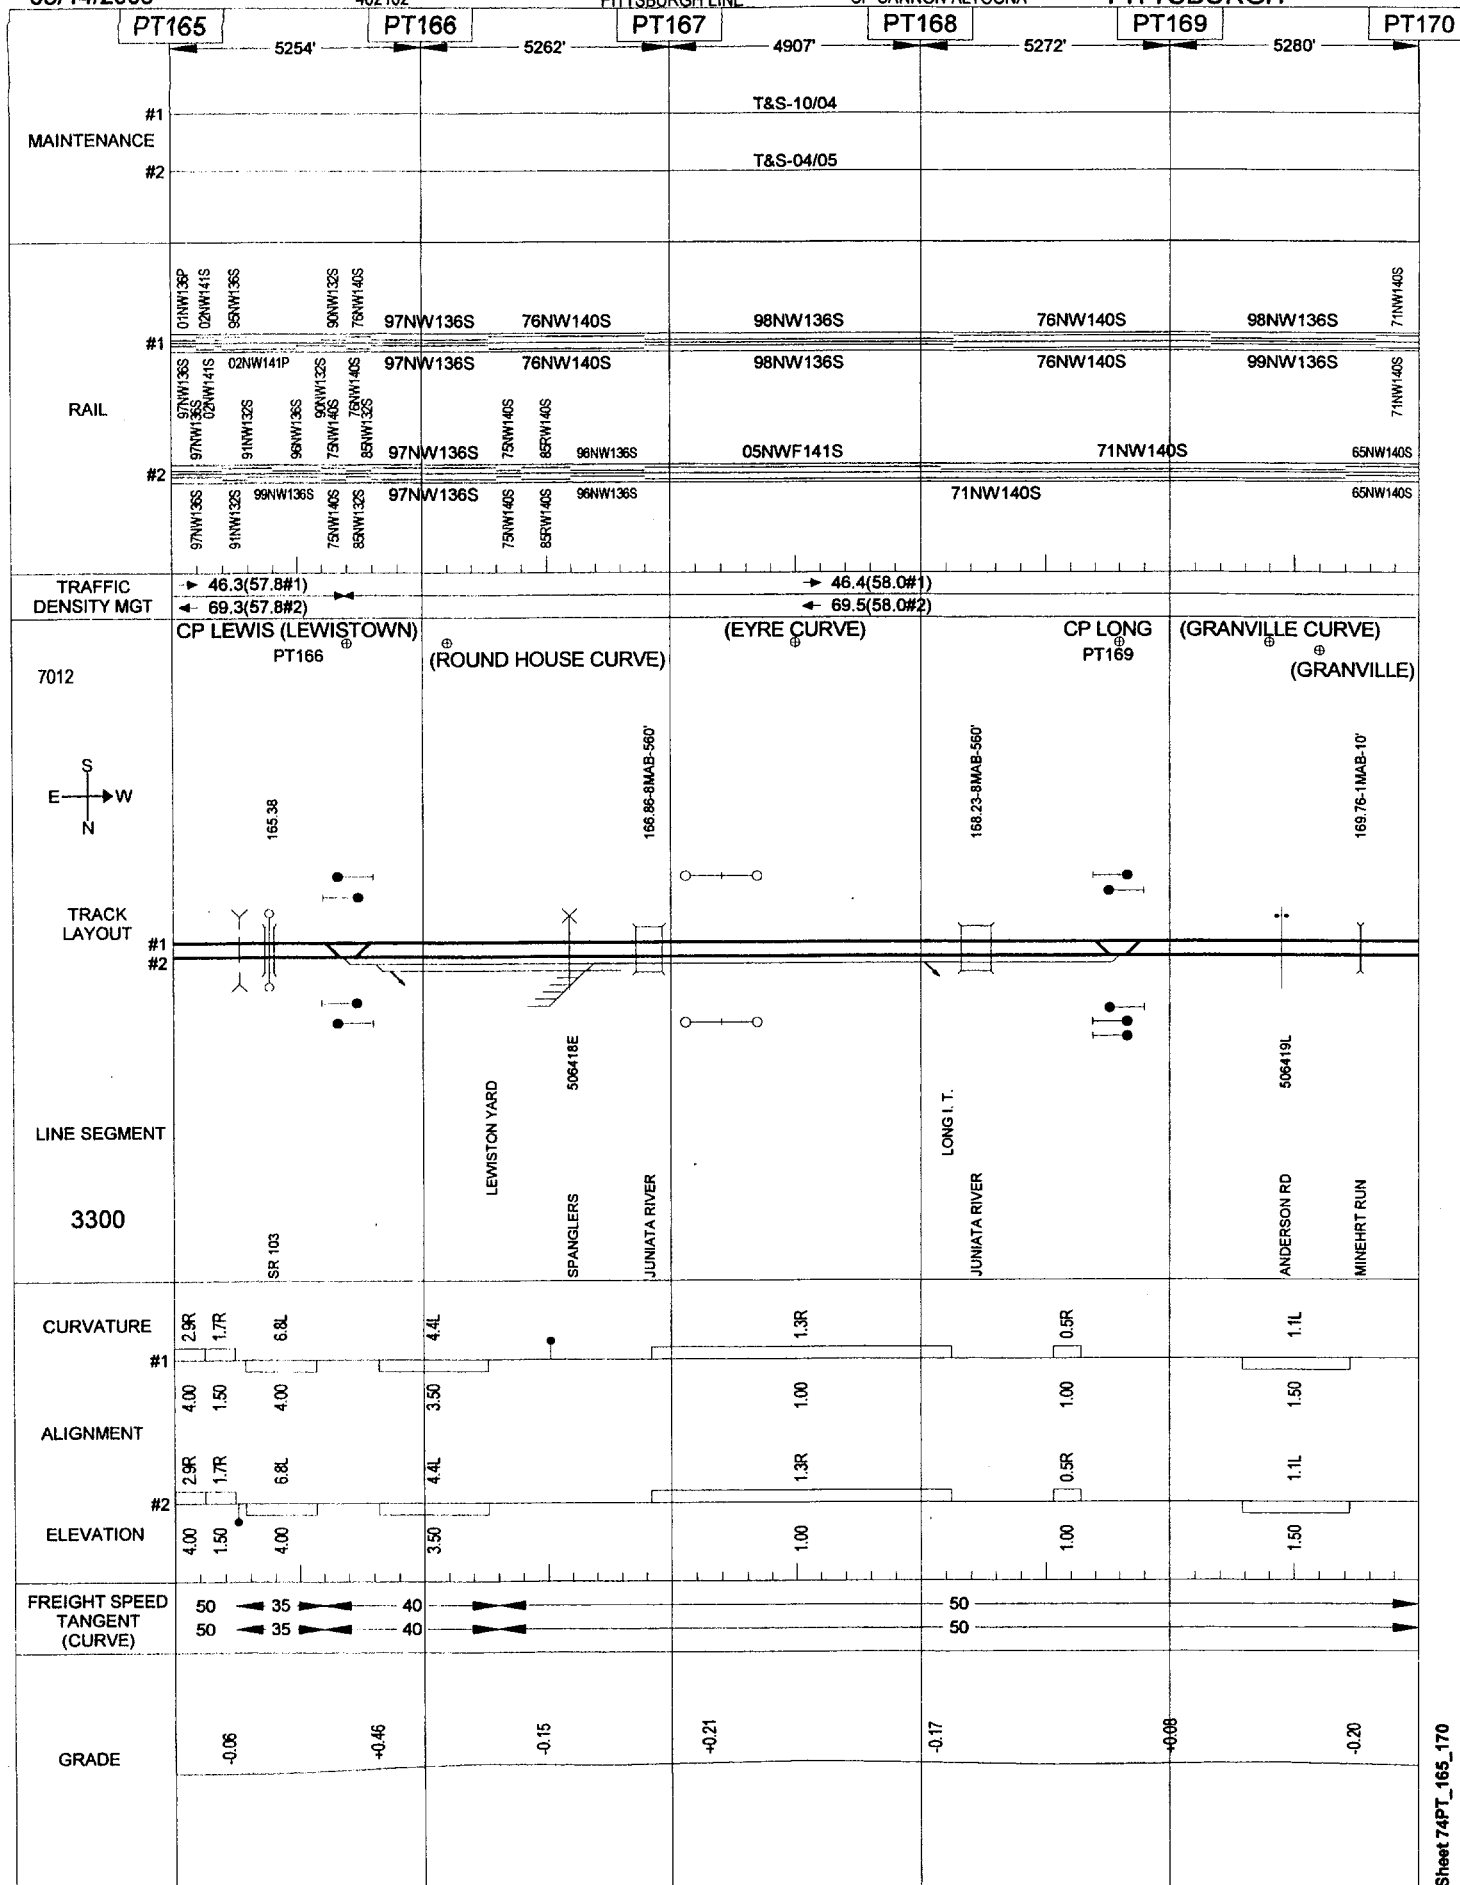 PT165 PT166 PT167 PT168 PT169 PT170
5254' 5262' 4907' 5272' 5280'
MAINTENANCE
#1 T&S-10/04
#2 T&S-04/05
RAIL
01NW136P 02NW141S 95NW136S 90NW132S 76NW140S 97NW136S 76NW140S 98NW136S 76NW140S 98NW136S 71NW140S
#1
97NW136S 02NW141S 02NW141P 90NW132S 76NW140S 97NW136S 76NW140S 98NW136S 76NW140S 99NW136S 71NW140S
97NW136S 91NW132S 96NW136S 75NW140S 85NW132S 97NW136S 75NW140S 85RW140S 96NW136S 05NWF141S 71NW140S 65NW140S
#2
97NW136S 91NW132S 99NW136S 75NW140S 85NW132S 97NW136S 75NW140S 85RW140S 96NW136S 71NW140S 65NW140S
TRAFFIC
DENSITY MGT
46.3(57.8#1) 46.4(58.0#1)
69.3(57.8#2) 69.5(58.0#2)
CP LEWIS (LEWISTOWN) (EYRE CURVE) CP LONG (GRANVILLE CURVE)
PT166 (ROUND HOUSE CURVE) PT169 (GRANVILLE)
7012
S
E W
N
165.38 166.86-8MAB-560' 168.23-8MAB-560' 169.76-1MAB-10'
TRACK
LAYOUT
#1
#2
506418E 506419L
LEWISTON YARD LONG I. T.
LINE SEGMENT
3300
SR 103 SPANGLERS JUNIATA RIVER JUNIATA RIVER ANDERSON RD MINEHRT RUN
CURVATURE
2.9R 1.7R 6.8L 4.4L 1.3R 0.5R 1.1L
#1
4.00 1.50 4.00 3.50 1.00 1.00 1.50
ALIGNMENT
2.9R 1.7R 6.8L 4.4L 1.3R 0.5R 1.1L
#2
ELEVATION
4.00 1.50 4.00 3.50 1.00 1.00 1.50
FREIGHT SPEED
TANGENT
(CURVE)
50 35 40 50
50 35 40 50
GRADE
-0.06 +0.46 -0.15 +0.21 -0.17 +0.08 -0.20
Sheet 74PT_165_170